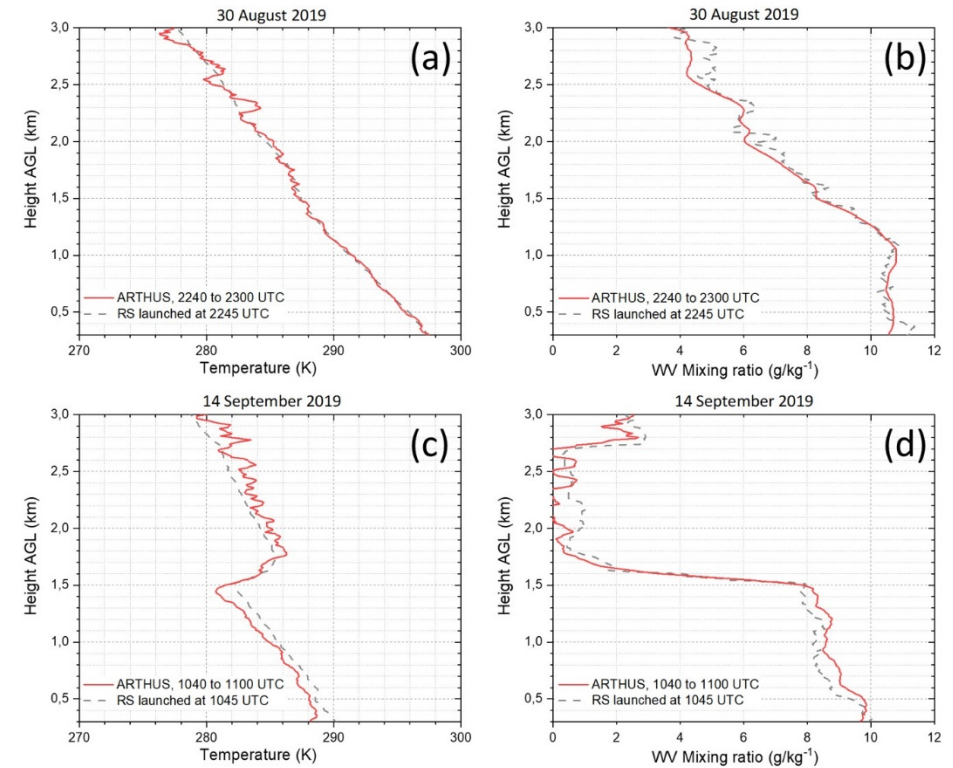 30 August 2019
(a)
3,0
2,5
2,0
1,5
1,0
0,5
Height AGL (km)
ARTHUS, 2240 to 2300 UTC
RS launched at 2245 UTC
270 280 290 300
Temperature (K)
30 August 2019
(b)
3,0
2,5
2,0
1,5
1,0
0,5
Height AGL (km)
ARTHUS, 2240 to 2300 UTC
RS launched at 2245 UTC
0 2 4 6 8 10 12
WV Mixing ratio (g/kg⁻¹)
14 September 2019
(c)
3,0
2,5
2,0
1,5
1,0
0,5
Height AGL (km)
ARTHUS, 1040 to 1100 UTC
RS launched at 1045 UTC
270 280 290 300
Temperature (K)
14 September 2019
(d)
3,0
2,5
2,0
1,5
1,0
0,5
Height AGL (km)
ARTHUS, 1040 to 1100 UTC
RS launched at 1045 UTC
0 2 4 6 8 10 12
WV Mixing ratio (g/kg⁻¹)